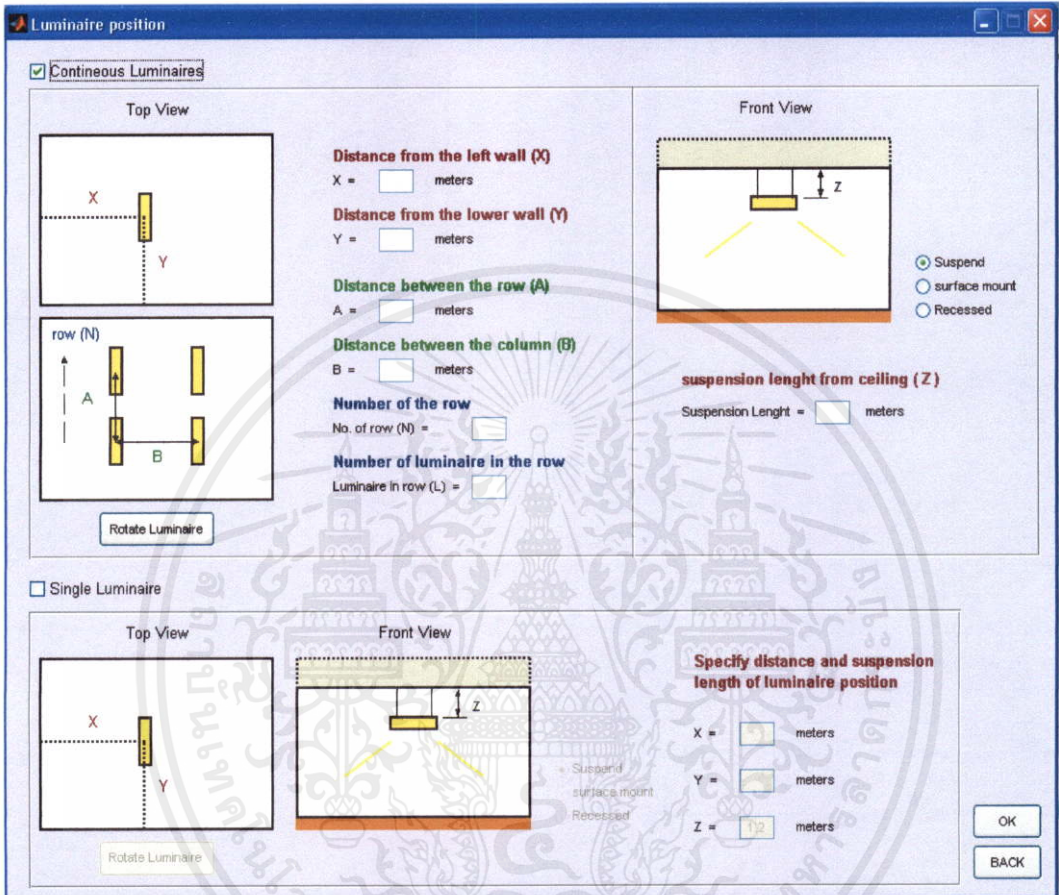 Luminaire position
Contineous Luminaires
Top View
X
Y
row (N)
A
B
Rotate Luminaire
Distance from the left wall (X)
X = meters
Distance from the lower wall (Y)
Y = meters
Distance between the row (A)
A = meters
Distance between the column (B)
B = meters
Number of the row
No. of row (N) =
Number of luminaire in the row
Luminaire in row (L) =
Front View
Z
Suspend
surface mount
Recessed
suspension lenght from ceiling ( Z )
Suspension Lenght = meters
Single Luminaire
Top View
X
Y
Rotate Luminaire
Front View
Z
Suspend
surface mount
Recessed
Specify distance and suspension
length of luminaire position
X = meters
Y = meters
Z = meters
OK
BACK